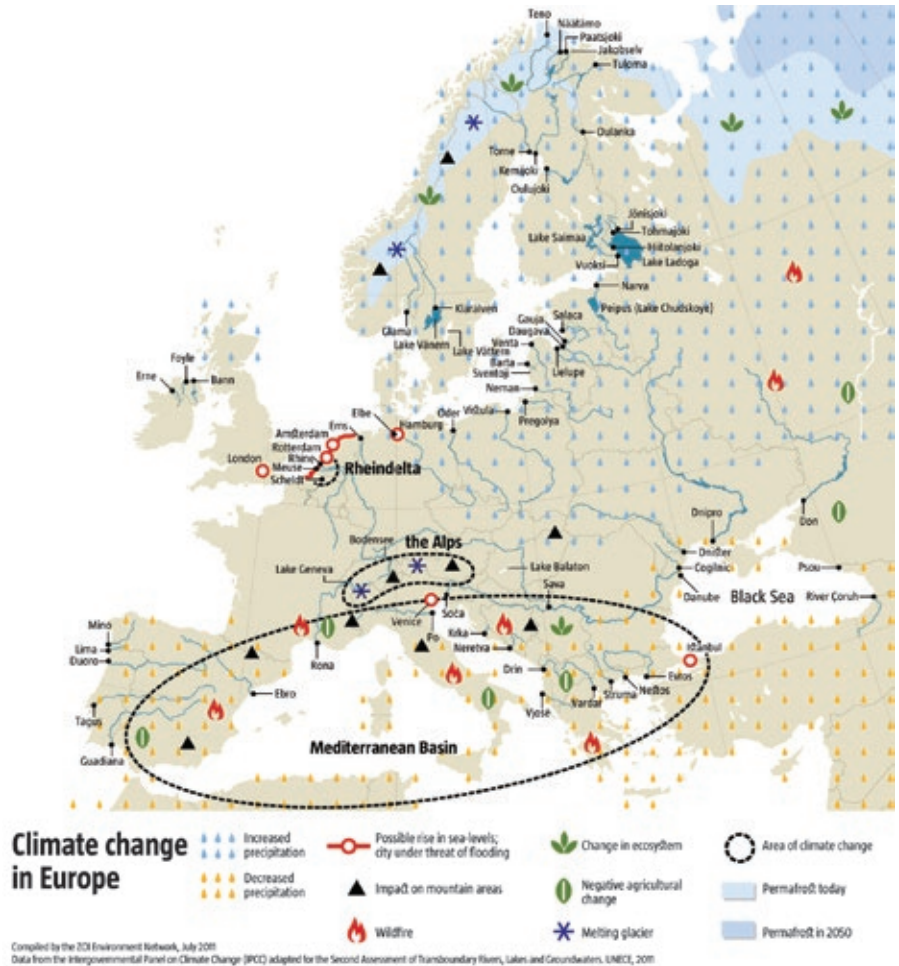 Teno
Näätämo
Paatsjoki
Jakobselv
Tuloma
Oulanka
Torne
Kemijoki
Oulujoki
Jänisjoki
Tohmajoki
Hiitolanjoki
Lake Saimaa
Lake Ladoga
Vuoksi
Narva
Peipus (Lake Chudskoye)
Klaralven
Glama
Lake Vänern
Lake Vättern
Salaca
Gauja
Daugava
Venta
Barta
Sventoji
Lielupe
Neman
Pregolya
Foyle
Erne
Bann
Elbe
Hamburg
Oder
Vistula
Ems
Amsterdam
Rotterdam
Rhine
Meuse
Scheldt
London
Rheindelta
Dnipro
Don
Bodensee
the Alps
Lake Geneva
Lake Balaton
Sava
Dnister
Cogilnic
Danube
Psou
Black Sea
River Çoruh
Soča
Venice
Po
Krka
Neretva
Istanbul
Mino
Lima
Duoro
Rona
Ebro
Drin
Vjosë
Vardar
Struma
Nestos
Evros
Tagus
Guadiana
Mediterranean Basin
Climate change
in Europe
Increased
precipitation
Decreased
precipitation
Possible rise in sea-levels;
city under threat of flooding
Impact on mountain areas
Wildfire
Change in ecosystem
Negative agricultural
change
Melting glacier
Area of climate change
Permafrost today
Permafrost in 2050
Compiled by the ZOI Environment Network, July 2011
Data from the Intergovernmental Panel on Climate Change (IPCC) adapted for the Second Assessment of Transboundary Rivers, Lakes and Groundwaters. UNECE, 2011